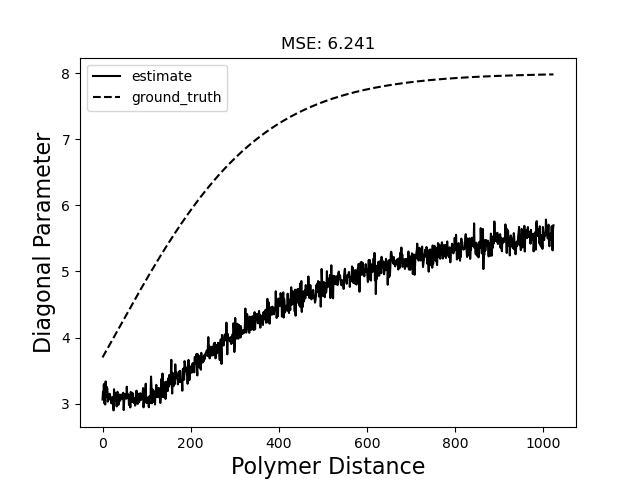 MSE: 6.241
estimate
ground_truth
Diagonal Parameter
8
7
6
5
4
3
0 200 400 600 800 1000
Polymer Distance